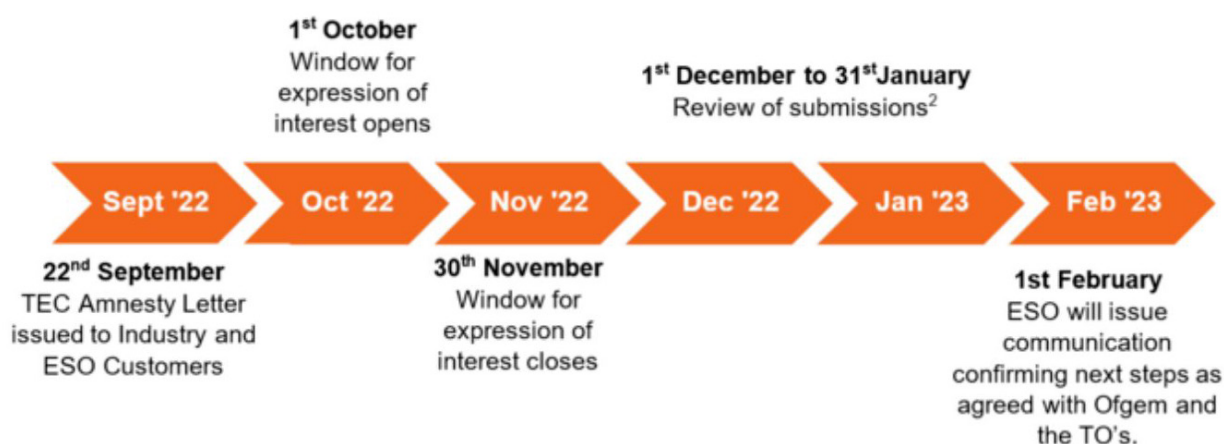 1st October
Window for
expression of
interest opens
1st December to 31stJanuary
Review of submissions2
Sept '22
Oct '22
Nov '22
Dec '22
Jan '23
Feb '23
22nd September
TEC Amnesty Letter
issued to Industry and
ESO Customers
30th November
Window for
expression of
interest closes
1st February
ESO will issue
communication
confirming next steps as
agreed with Ofgem and
the TO's.